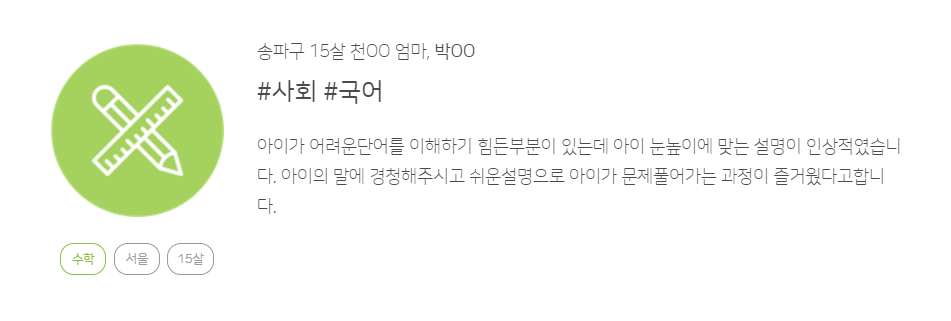 송파구 15살 천OO 엄마, 박OO
#사회 #국어
아이가 어려운단어를 이해하기 힘든부분이 있는데 아이 눈높이에 맞는 설명이 인상적였습니
다. 아이의 말에 경청해주시고 쉬운설명으로 아이가 문제풀어가는 과정이 즐거웠다고합니
다.
수학 서울 15살